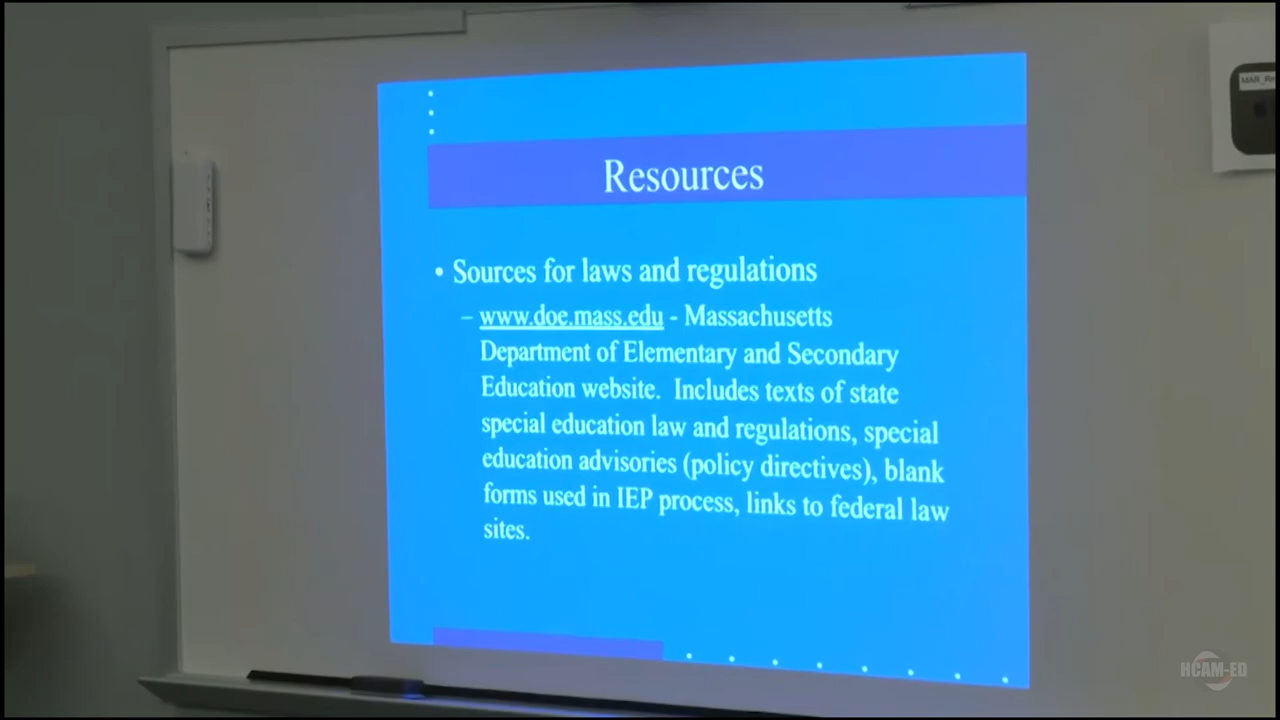 Resources
• Sources for laws and regulations
– www.doe.mass.edu - Massachusetts
Department of Elementary and Secondary
Education website. Includes texts of state
special education law and regulations, special
education advisories (policy directives), blank
forms used in IEP process, links to federal law
sites.
HCAM-ED